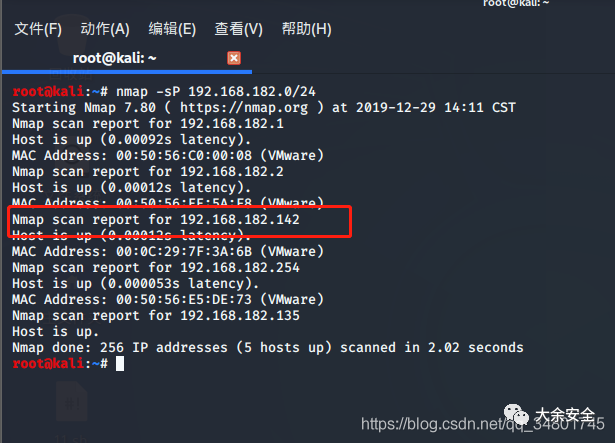 root@kali: ~
文件(F) 动作(A) 编辑(E) 查看(V) 帮助(H)
root@kali: ~
root@kali:~# nmap -sP 192.168.182.0/24
Starting Nmap 7.80 ( https://nmap.org ) at 2019-12-29 14:11 CST
Nmap scan report for 192.168.182.1
Host is up (0.00092s latency).
MAC Address: 00:50:56:C0:00:08 (VMware)
Nmap scan report for 192.168.182.2
Host is up (0.00012s latency).
MAC Address: 00:50:56:EE:5A:E8 (VMware)
Nmap scan report for 192.168.182.142
Host is up (0.00012s latency).
MAC Address: 00:0C:29:7F:3A:6B (VMware)
Nmap scan report for 192.168.182.254
Host is up (0.000053s latency).
MAC Address: 00:50:56:E5:DE:73 (VMware)
Nmap scan report for 192.168.182.135
Host is up.
Nmap done: 256 IP addresses (5 hosts up) scanned in 2.02 seconds
root@kali:~#
大余安全
https://blog.csdn.net/qq_34801745